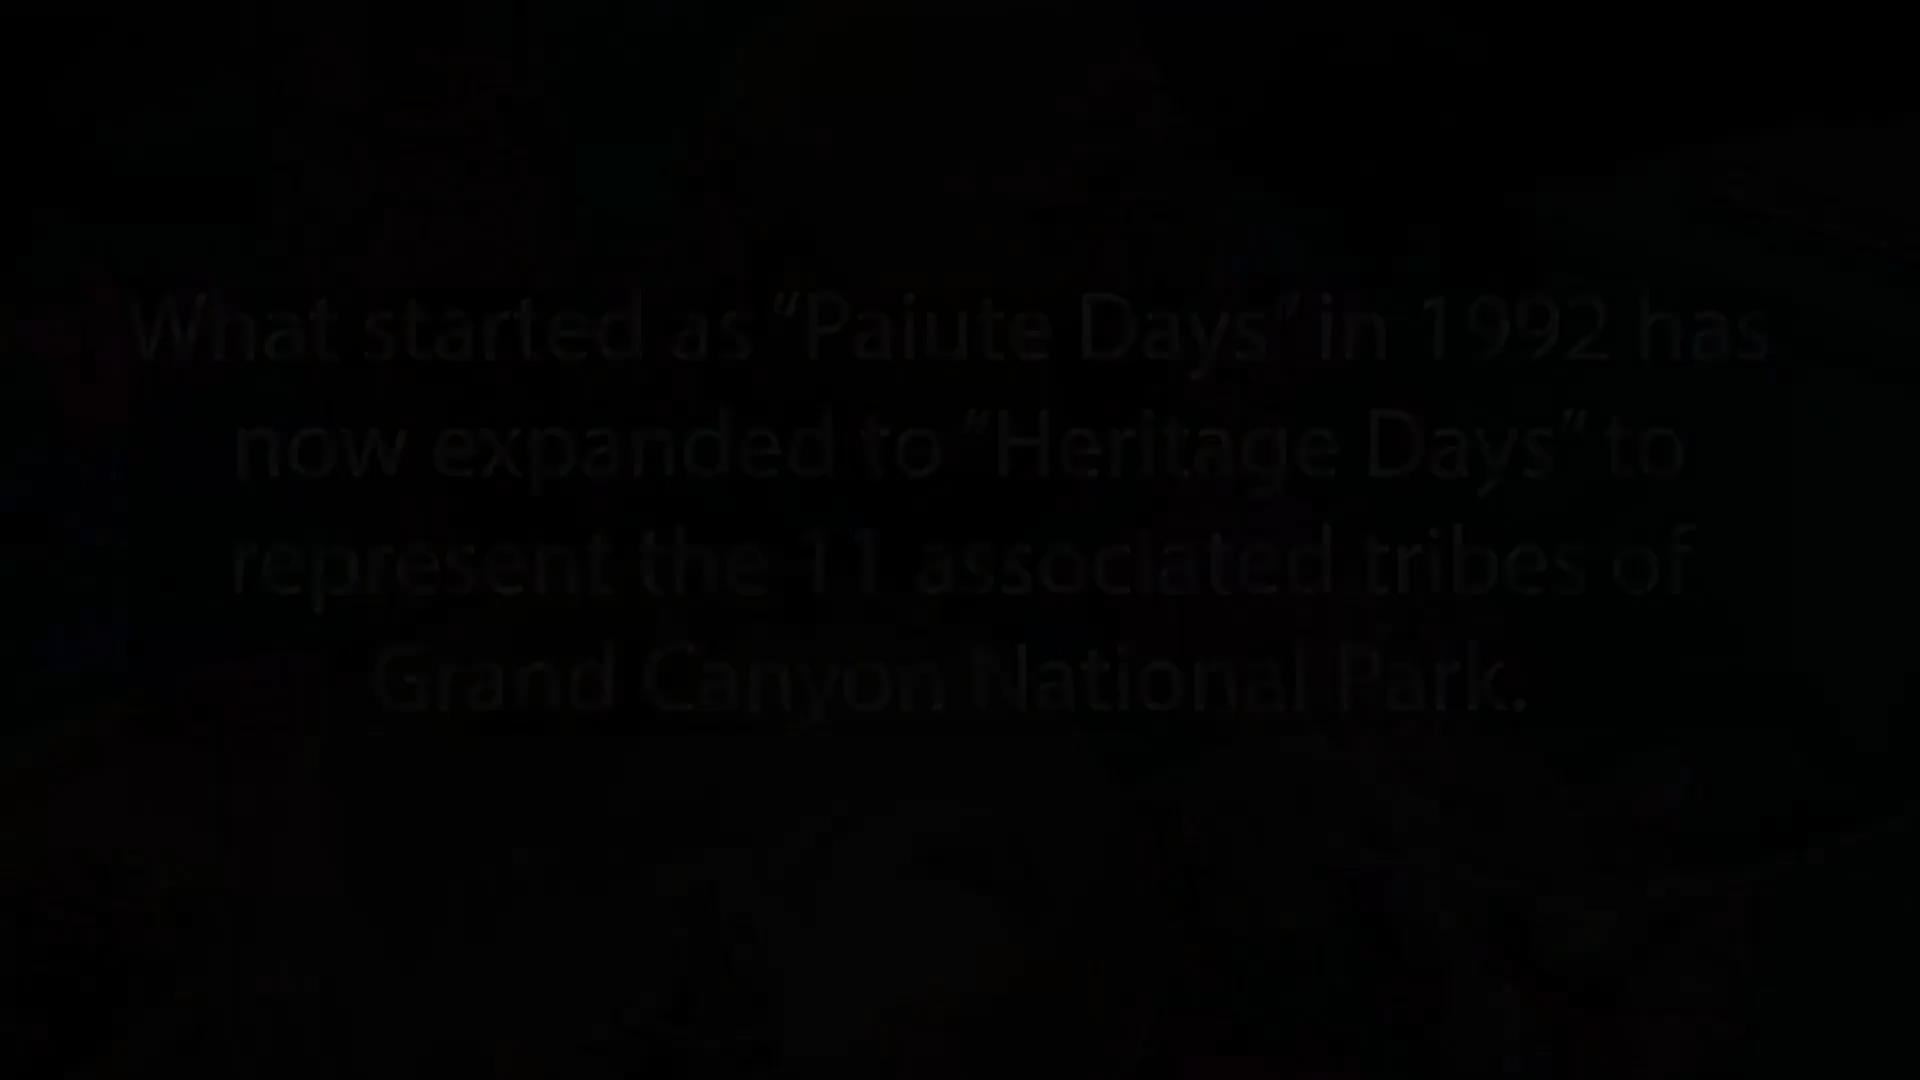 What started as “Paiute Days” in 1992 has
now expanded to “Heritage Days” to
represent the 11 associated tribes of
Grand Canyon National Park.